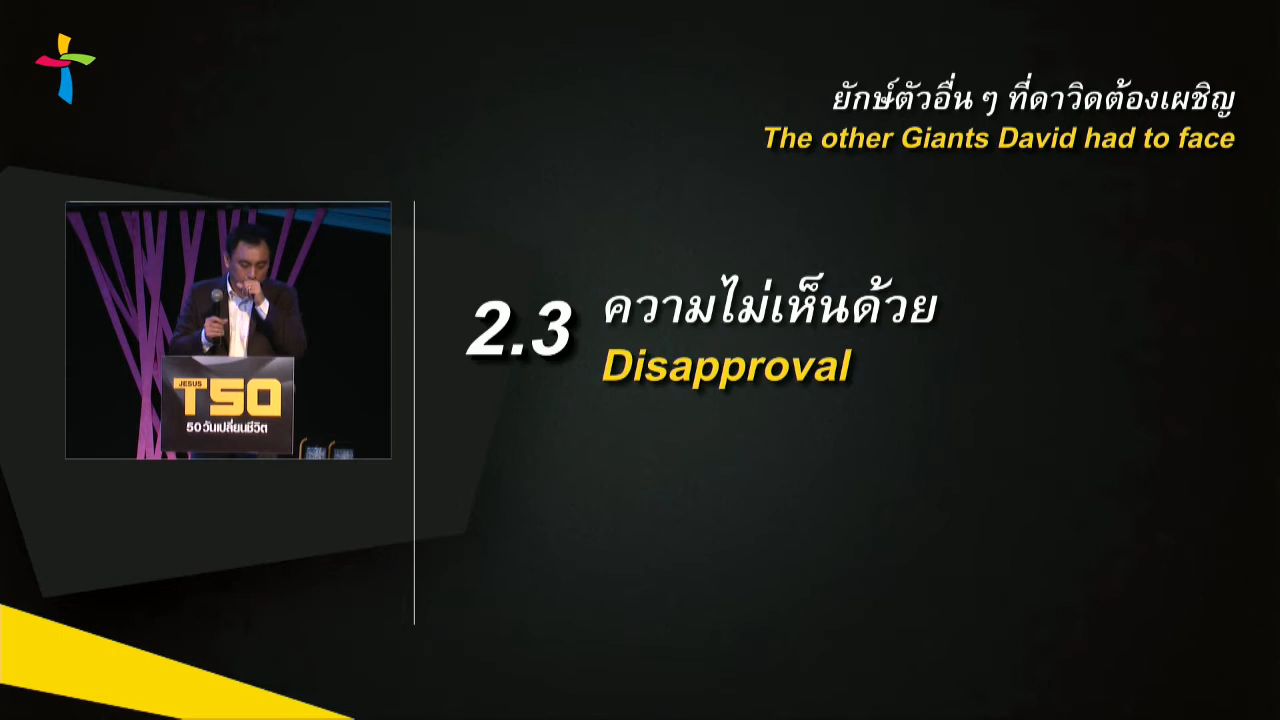 ยักษ์ตัวอื่น ๆ ที่ดาวิดต้องเผชิญ
The other Giants David had to face
2.3
ความไม่เห็นด้วย
Disapproval
JESUS
T50
50 วันเปลี่ยนชีวิต